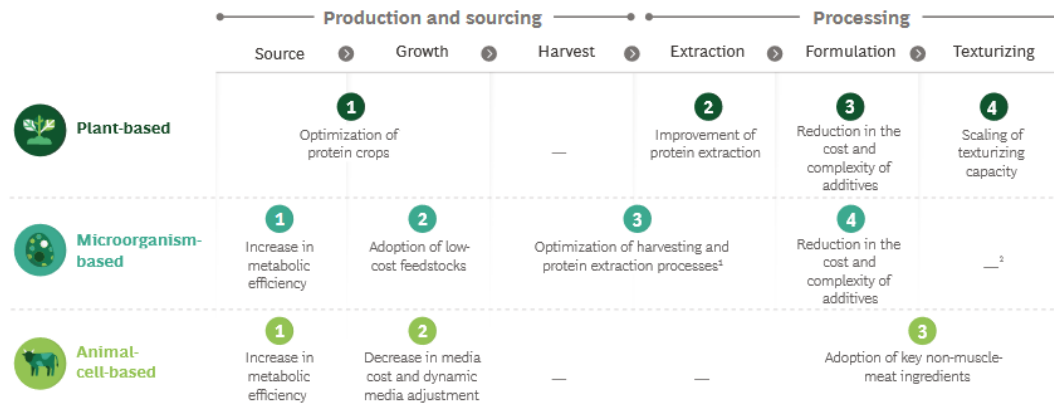 Production and sourcing
Processing
Source
Growth
Harvest
Extraction
Formulation
Texturizing
Plant-based
1
Optimization of
protein crops
—
2
Improvement of
protein extraction
3
Reduction in the
cost and
complexity of
additives
4
Scaling of
texturizing
capacity
Microorganism-
based
1
Increase in
metabolic
efficiency
2
Adoption of low-
cost feedstocks
3
Optimization of harvesting and
protein extraction processes¹
4
Reduction in the
cost and
complexity of
additives
—²
Animal-
cell-based
1
Increase in
metabolic
efficiency
2
Decrease in media
cost and dynamic
media adjustment
—
—
3
Adoption of key non-muscle-
meat ingredients